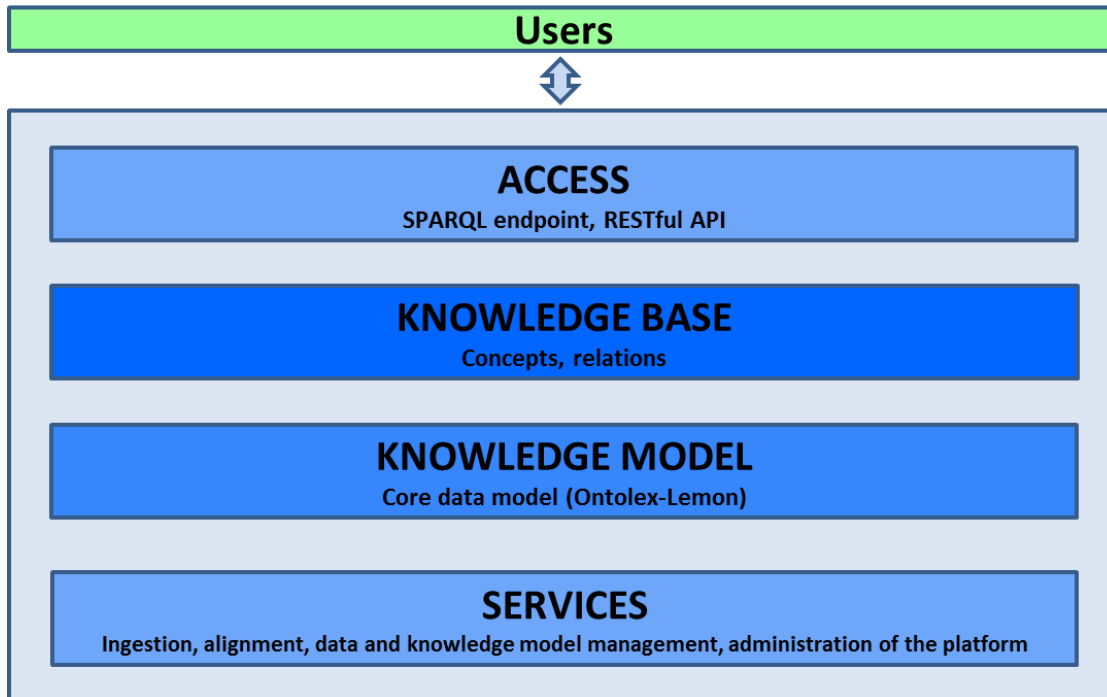 Users
ACCESS
SPARQL endpoint, RESTful API
KNOWLEDGE BASE
Concepts, relations
KNOWLEDGE MODEL
Core data model (Ontolex-Lemon)
SERVICES
Ingestion, alignment, data and knowledge model management, administration of the platform